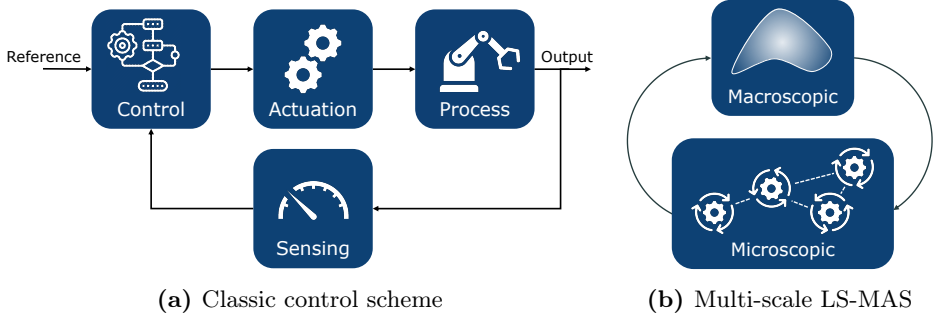 Reference
Control
Actuation
Process
Output
Sensing
(a) Classic control scheme
Macroscopic
Microscopic
(b) Multi-scale LS-MAS